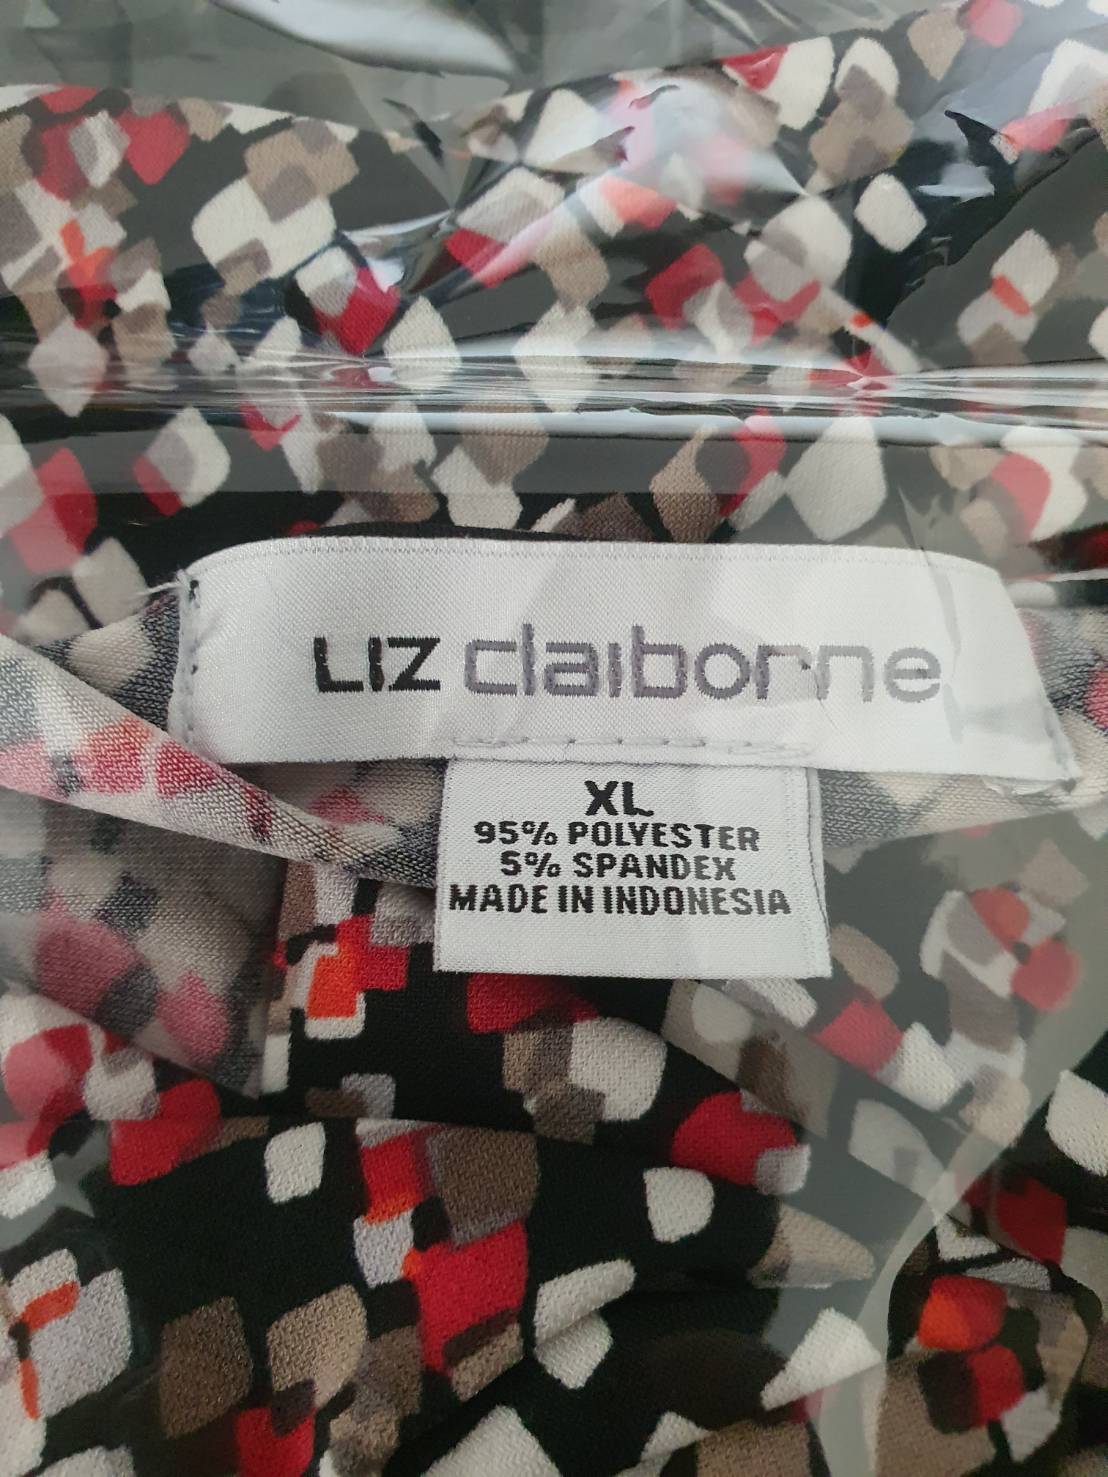 LIZ claiborne
XL
95% POLYESTER
5% SPANDEX
MADE IN INDONESIA